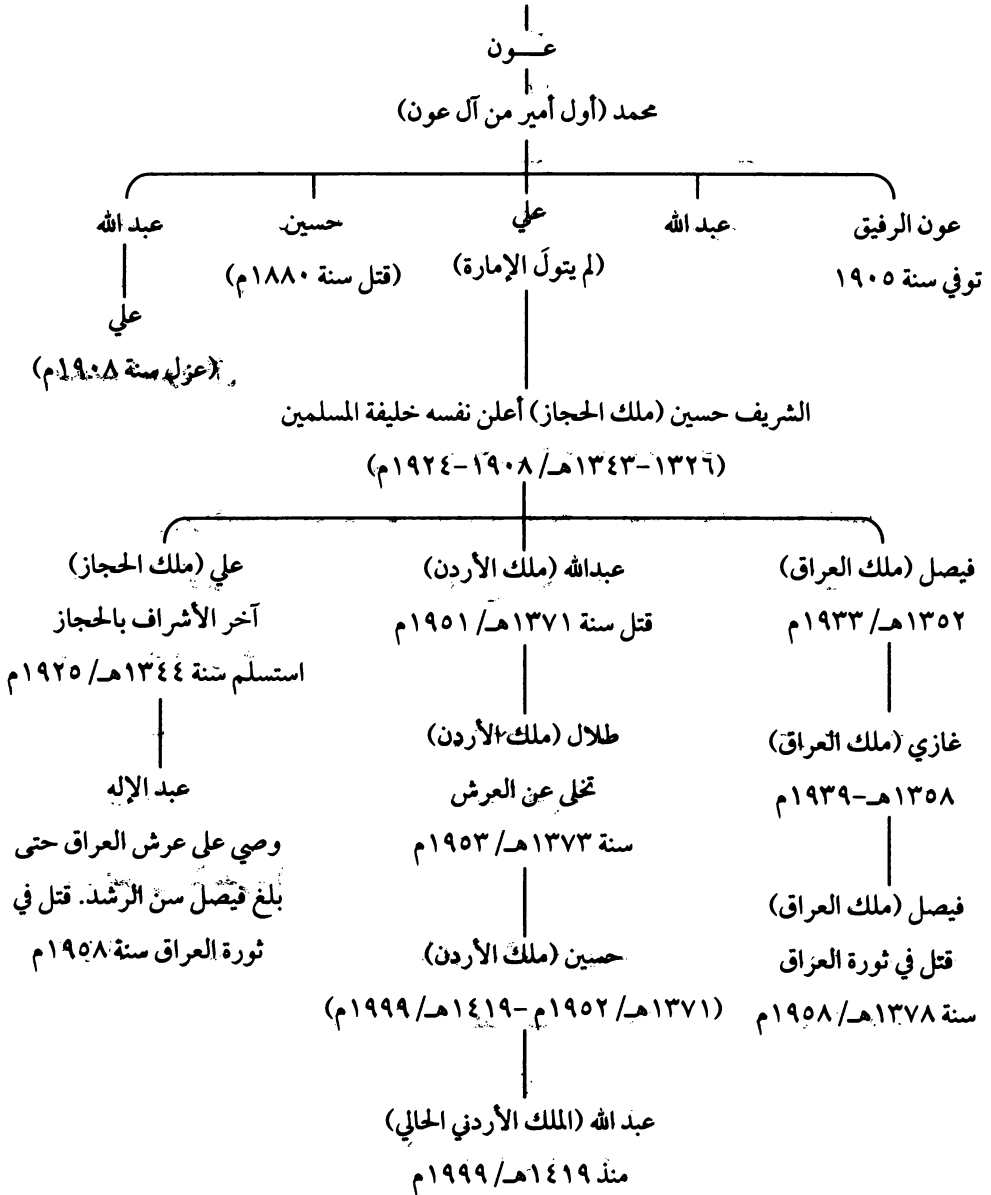 عـــون
محمد (أول أمير من آل عون)
عون الرفيق
توفي سنة ١٩٠٥
عبد الله
علي
(لم يتولَ الإمارة)
حسين
(قتل سنة ١٨٨٠م)
عبد الله
علي
(عزل سنة ١٩٠٨م)
الشريف حسين (ملك الحجاز) أعلن نفسه خليفة المسلمين
(١٣٢٦-١٣٤٣هـ/ ١٩٠٨-١٩٢٤م)
فيصل (ملك العراق)
١٣٥٢هـ/ ١٩٣٣م
غازي (ملك العراق)
١٣٥٨هـ-١٩٣٩م
فيصل (ملك العراق)
قتل في ثورة العراق
سنة ١٣٧٨هـ/ ١٩٥٨م
عبدالله (ملك الأردن)
قتل سنة ١٣٧١هـ/ ١٩٥١م
طلال (ملك الأردن)
تخلى عن العرش
سنة ١٣٧٣هـ/ ١٩٥٣م
حسين (ملك الأردن)
(١٣٧١هـ/ ١٩٥٢م -١٤١٩هـ/ ١٩٩٩م)
عبد الله (الملك الأردني الحالي)
منذ ١٤١٩هـ/ ١٩٩٩م
علي (ملك الحجاز)
آخر الأشراف بالحجاز
استسلم سنة ١٣٤٤هـ/ ١٩٢٥م
عبد الإله
وصي على عرش العراق حتى
بلغ فيصل سن الرشد. قتل في
ثورة العراق سنة ١٩٥٨م